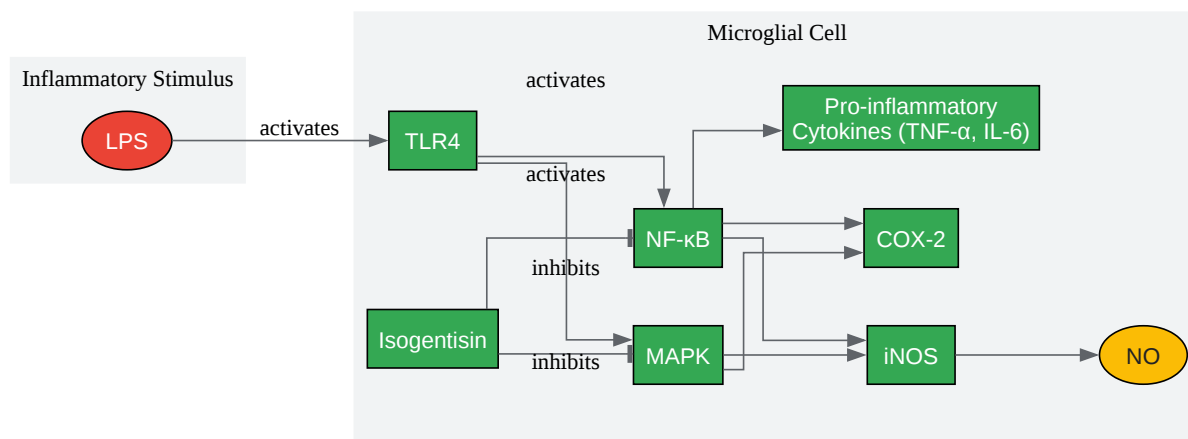 Microglial Cell
Inflammatory Stimulus
LPS
activates
TLR4
activates
activates
Pro-inflammatory
Cytokines (TNF-α, IL-6)
NF-κB
COX-2
inhibits
Isogentisin
inhibits
MAPK
iNOS
NO